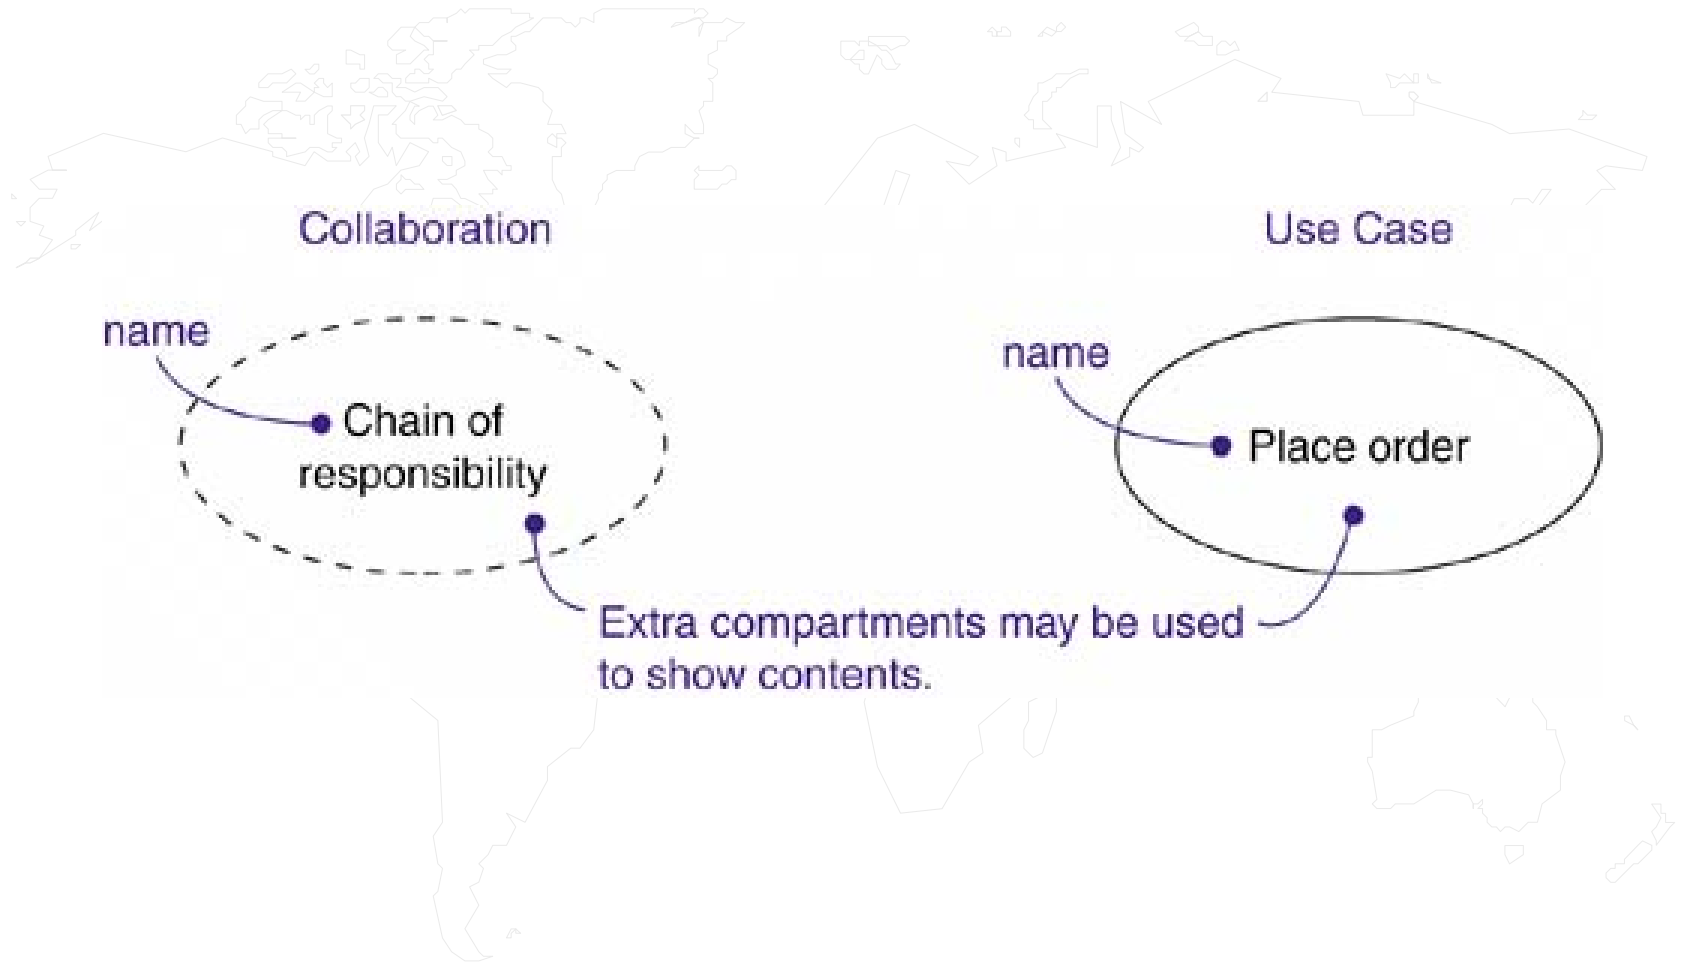 Collaboration
Use Case
name
Chain of
responsibility
name
Place order
Extra compartments may be used
to show contents.